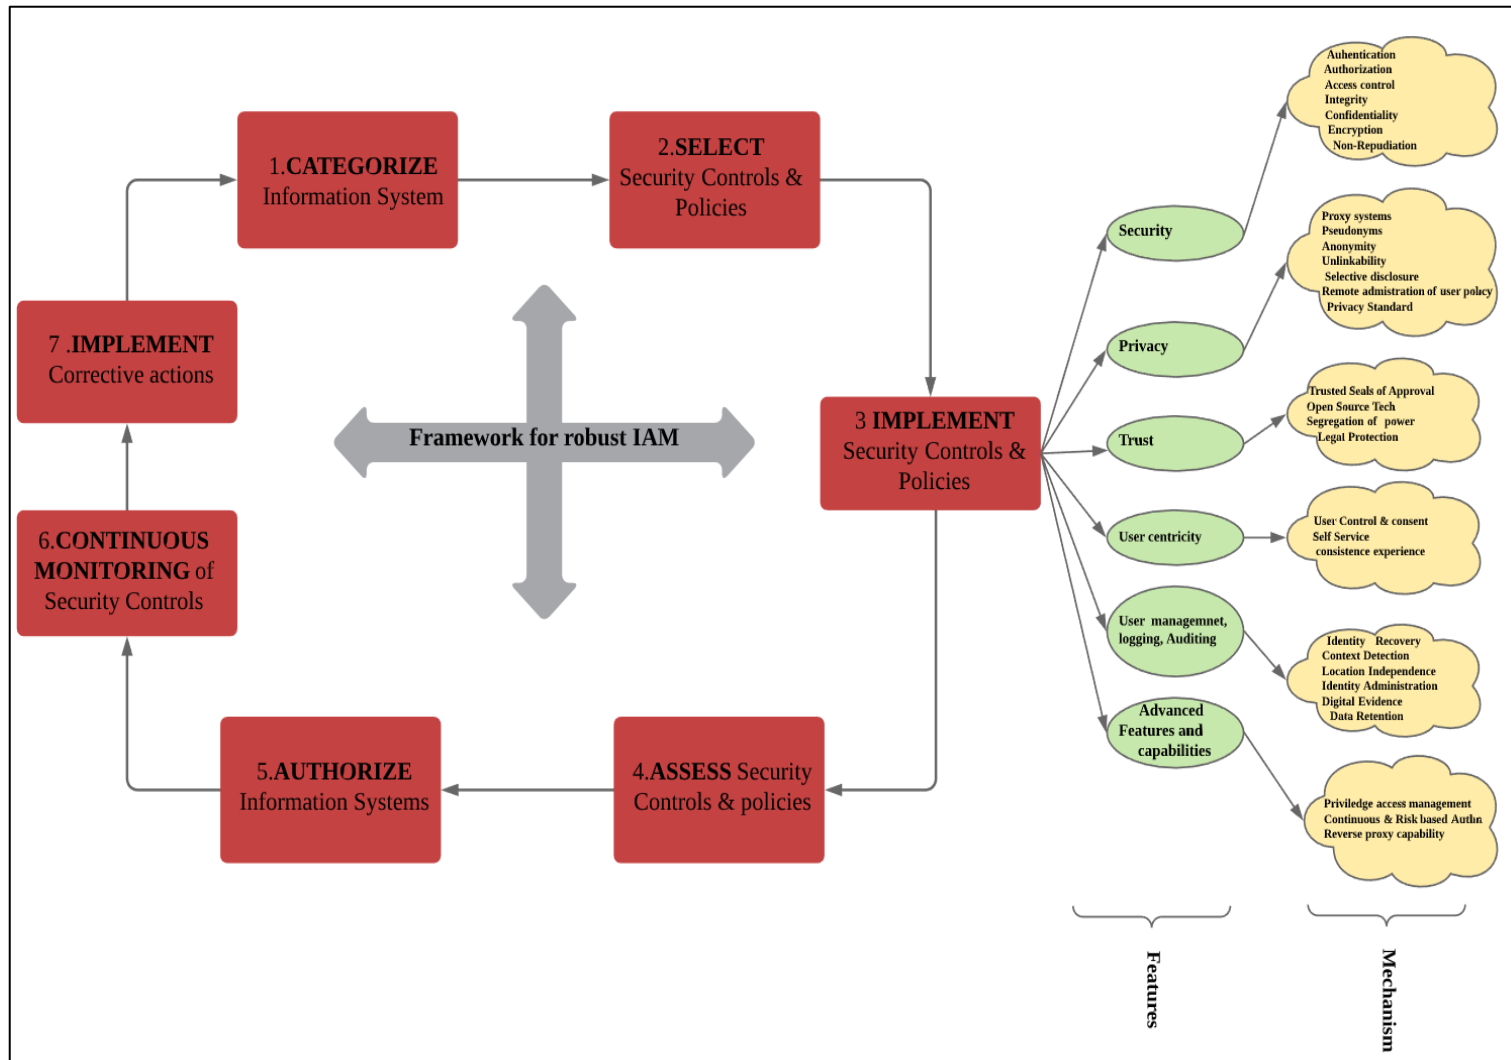 1.CATEGORIZE
Information System
2.SELECT
Security Controls &
Policies
3 IMPLEMENT
Security Controls &
Policies
4.ASSESS Security
Controls & policies
5.AUTHORIZE
Information Systems
6.CONTINUOUS
MONITORING of
Security Controls
7 .IMPLEMENT
Corrective actions
Framework for robust IAM
Security
Privacy
Trust
User centricity
User managemnet,
logging, Auditing
Advanced
Features and
capabilities
Auhentication
Authorization
Access control
Integrity
Confidentiality
Encryption
Non-Repudiation
Proxy systems
Pseudonyms
Anonymity
Unlinkability
Selective disclosure
Remote admistration of user policy
Privacy Standard
Trusted Seals of Approval
Open Source Tech
Segregation of power
Legal Protection
User Control & consent
Self Service
consistence experience
Identity Recovery
Context Detection
Location Independence
Identity Administration
Digital Evidence
Data Retention
Priviledge access management
Continuous & Risk based Authn
Reverse proxy capability
Features
Mechanism